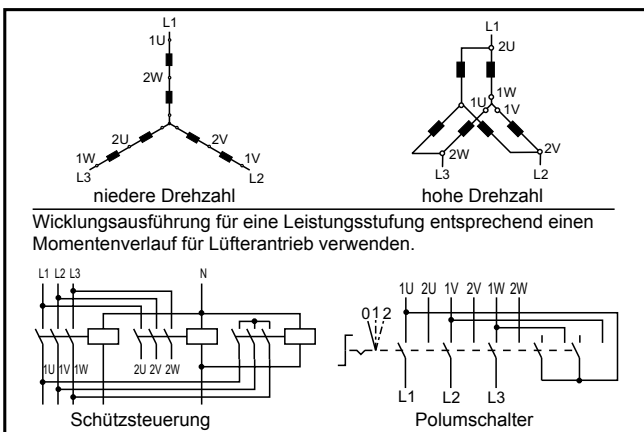 L1
1U
2W
2U
2V
1W
1V
L3
L2
niedere Drehzahl
L1
2U
1W
1U
1V
2W
2V
L3
L2
hohe Drehzahl
Wicklungsausführung für eine Leistungsstufung entsprechend einen
Momentenverlauf für Lüfterantrieb verwenden.
L1 L2 L3 N
1U 1V 1W 2U 2V 2W
Schützsteuerung
1U 2U 1V 2V 1W 2W
0 1 2
L1 L2 L3
Polumschalter